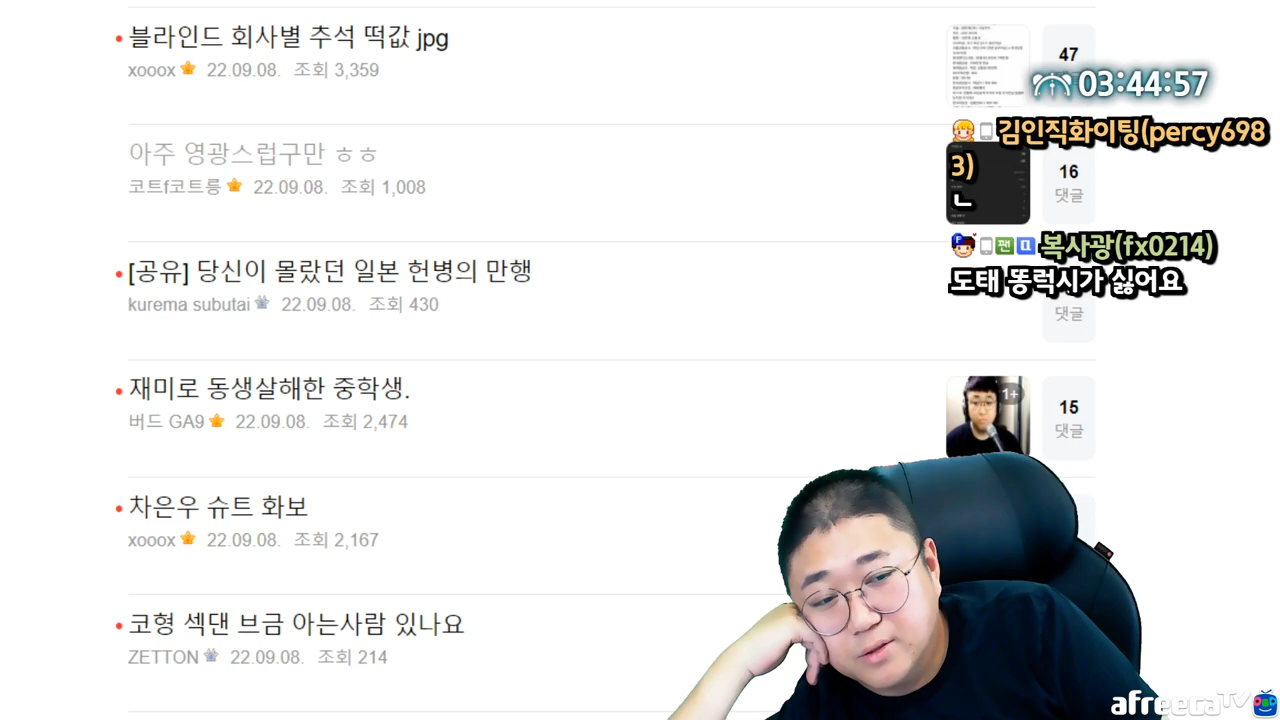 블라인드 회사별 추석 떡값 jpg
xooox 22.09.08. 조회 3,359
47
03:44:57
김인직화이팅(percy698
3)
ㄴ
아주 영광스럽구만 ㅎㅎ
코트f코트릉 22.09.08. 조회 1,008
16
댓글
팬
복사광(fx0214)
도태 똥럭시가 싫어요
[공유] 당신이 몰랐던 일본 헌병의 만행
kurema subutai 22.09.08. 조회 430
댓글
재미로 동생살해한 중학생.
버드 GA9 22.09.08. 조회 2,474
1+
15
댓글
차은우 슈트 화보
xooox 22.09.08. 조회 2,167
코형 섹댄 브금 아는사람 있나요
ZETTON 22.09.08. 조회 214
afreecaTV